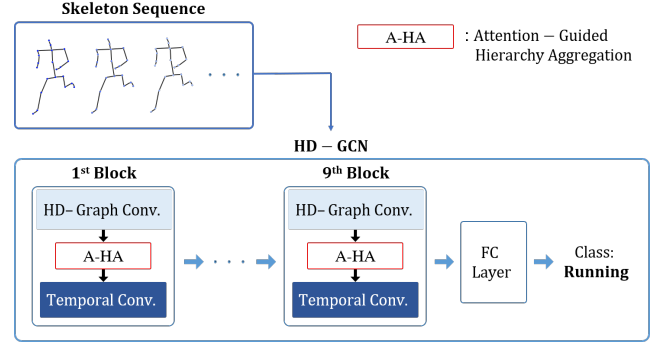 Skeleton Sequence
A-HA
: Attention − Guided
Hierarchy Aggregation
. . .
HD − GCN
1st Block
HD– Graph Conv.
A-HA
Temporal Conv.
. . .
9th Block
HD– Graph Conv.
A-HA
Temporal Conv.
FC
Layer
Class:
Running